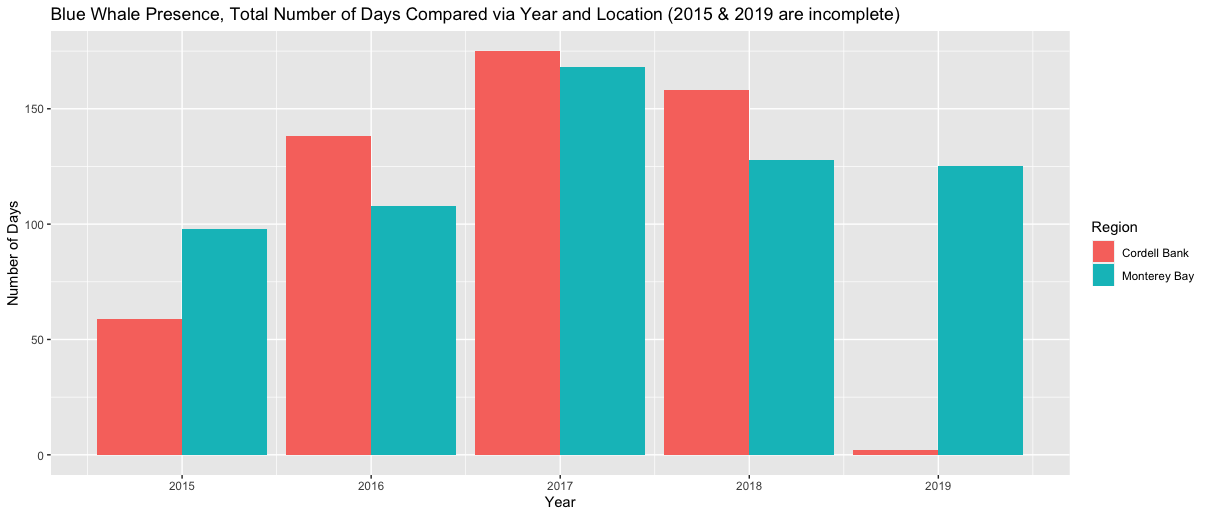 Blue Whale Presence, Total Number of Days Compared via Year and Location (2015 & 2019 are incomplete)
150
100
50
0
Number of Days
2015 2016 2017 2018 2019
Year
Region
Cordell Bank
Monterey Bay